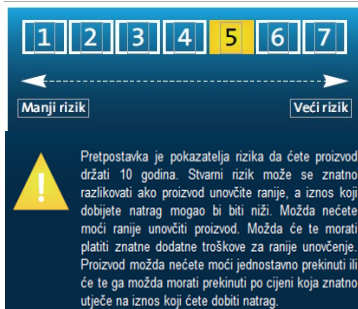 1 2 3 4 5 6 7
Manji rizik Veći rizik
Pretpostavka je pokazatelja rizika da ćete proizvod
držati 10 godina. Stvarni rizik može se znatno
razlikovati ako proizvod unovčite ranije, a iznos koji
dobijete natrag mogao bi biti niži. Možda nećete
moći ranije unovčiti proizvod. Možda će te morati
platiti znatne dodatne troškove za ranije unovčenje.
Proizvod možda nećete moći jednostavno prekinuti ili
će te ga možda morati prekinuti po cijeni koja znatno
utječe na iznos koji ćete dobiti natrag.